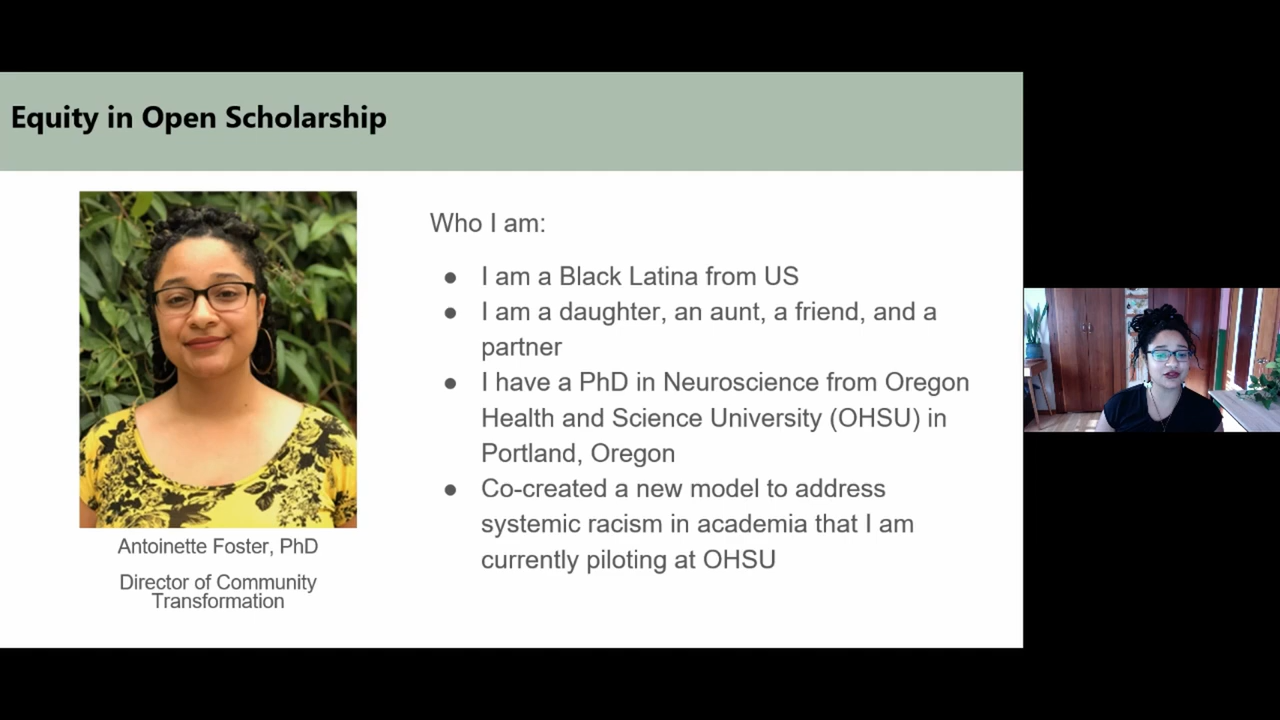 Equity in Open Scholarship
Who I am:
● I am a Black Latina from US
● I am a daughter, an aunt, a friend, and a
partner
● I have a PhD in Neuroscience from Oregon
Health and Science University (OHSU) in
Portland, Oregon
● Co-created a new model to address
systemic racism in academia that I am
currently piloting at OHSU
Antoinette Foster, PhD
Director of Community
Transformation